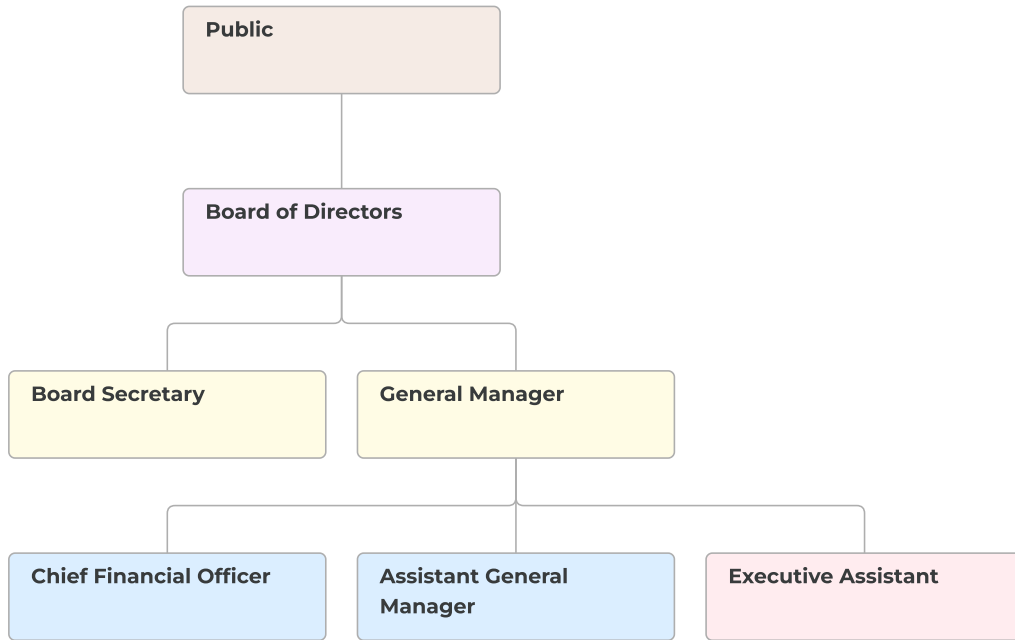 Public
Board of Directors
Board Secretary
General Manager
Chief Financial Officer
Assistant General
Manager
Executive Assistant